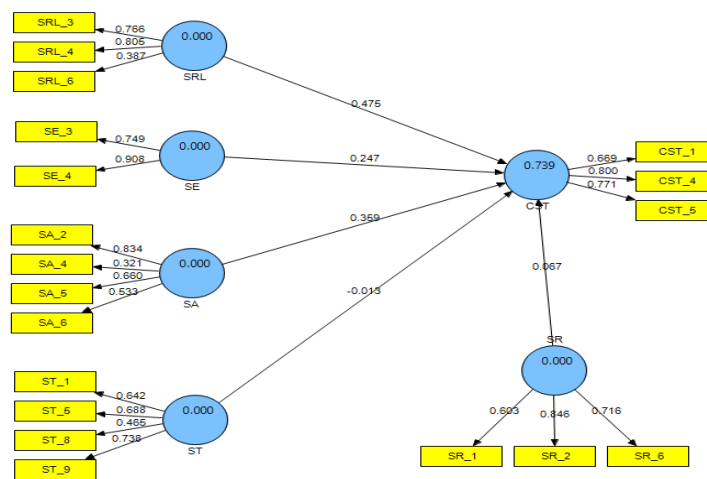 SRL_3
0.766
0.000
SRL_4
0.805
SRL_6
0.387
SRL
0.475
SE_3
0.749
0.000
SE_4
0.908
SE
0.247
0.739
CST
0.669
CST_1
0.800
CST_4
0.771
CST_5
SA_2
0.834
0.000
SA_4
0.321
SA_5
0.660
SA_6
0.533
SA
0.359
-0.013
0.067
SR
0.000
ST_1
0.642
0.000
ST_6
0.688
ST_8
0.465
ST_9
0.738
ST
0.603
0.846
0.716
SR_1
SR_2
SR_6